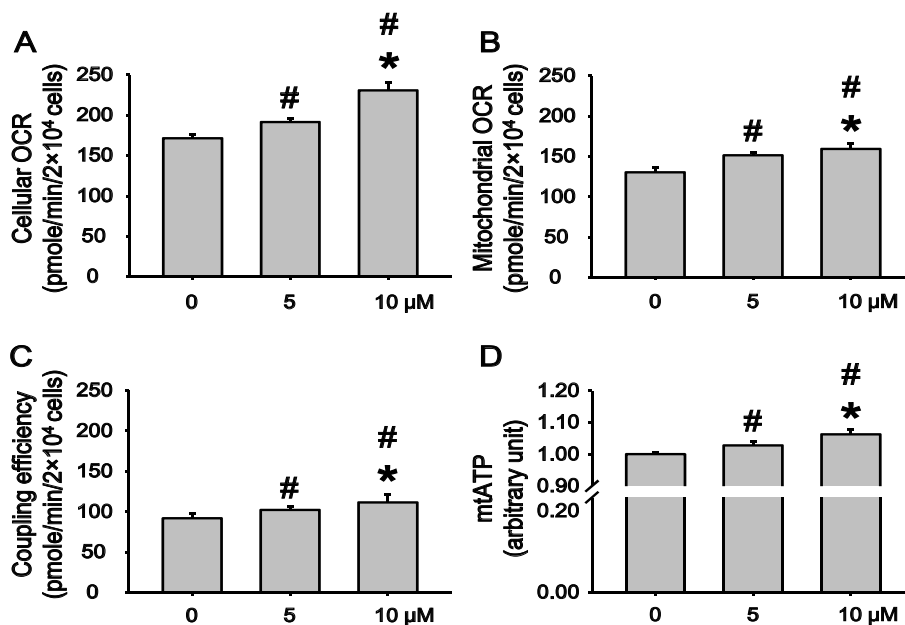 A
Cellular OCR
(pmole/min/2×10⁴ cells)
250
200
150
100
50
0
#
#
*
0 5 10 µM
B
Mitochondrial OCR
(pmole/min/2×10⁴ cells)
250
200
150
100
50
0
#
#
*
0 5 10 µM
C
Coupling efficiency
(pmole/min/2×10⁴ cells)
250
200
150
100
50
0
#
#
*
0 5 10 µM
D
mtATP
(arbitrary unit)
1.20
1.10
1.00
0.90
0.20
0.00
#
#
*
0 5 10 µM